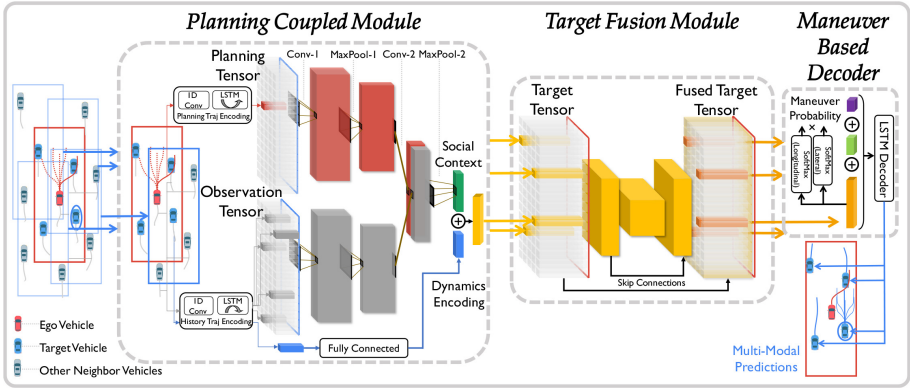 Planning Coupled Module
Target Fusion Module
Maneuver
Based
Decoder
Planning
Tensor
Conv-1
MaxPool-1
Conv-2
MaxPool-2
1D
Conv
LSTM
Planning Traj Encoding
Observation
Tensor
1D
Conv
LSTM
History Traj Encoding
Fully Connected
Social
Context
Dynamics
Encoding
Target
Tensor
Fused Target
Tensor
Skip Connections
Maneuver
Probability
×
SoftMax
(Longitudinal)
SoftMax
(Lateral)
LSTM Decoder
Multi-Modal
Predictions
Ego Vehicle
Target Vehicle
Other Neighbor Vehicles